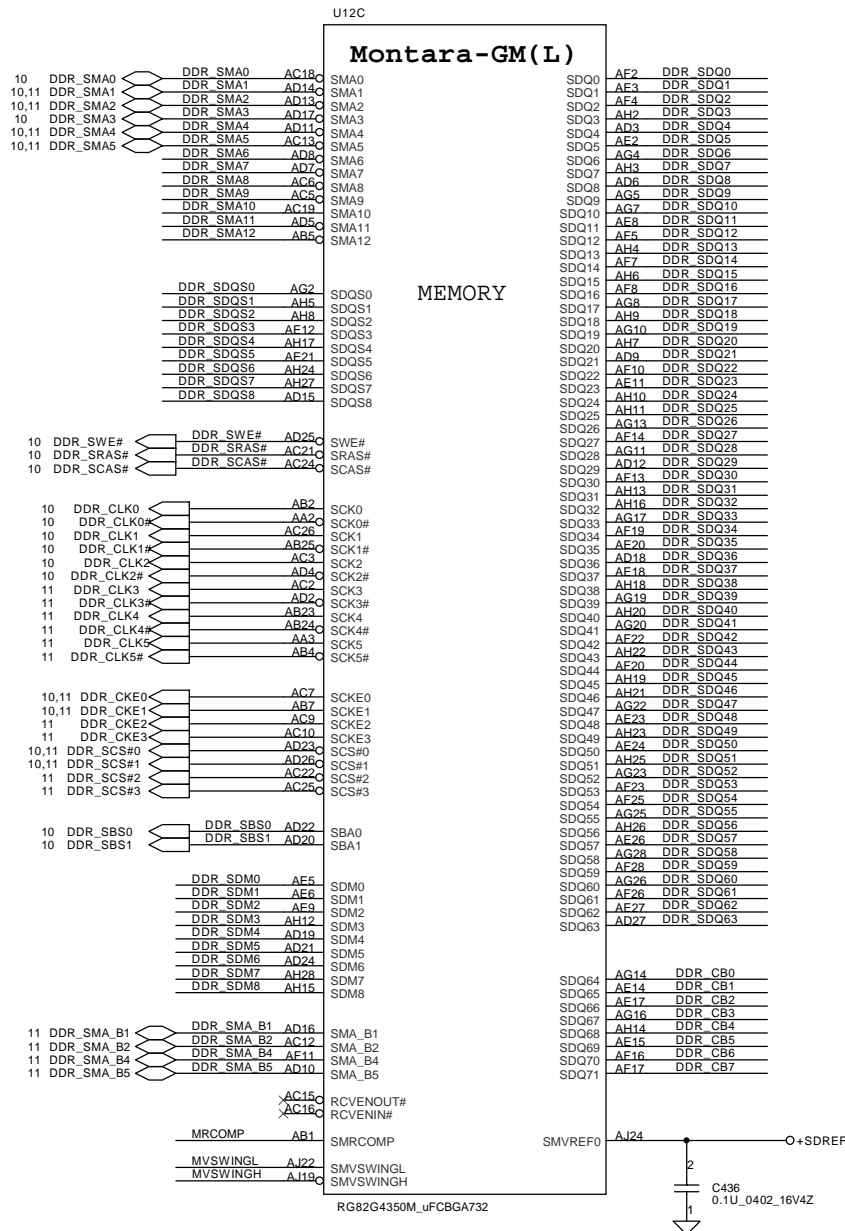 U12C
Montara-GM(L)
MEMORY
10 DDR_SMA0 DDR_SMA0 AC18 SMA0
10,11 DDR_SMA1 DDR_SMA1 AD14 SMA1
10,11 DDR_SMA2 DDR_SMA2 AD13 SMA2
10 DDR_SMA3 DDR_SMA3 AD17 SMA3
10,11 DDR_SMA4 DDR_SMA4 AD11 SMA4
10,11 DDR_SMA5 DDR_SMA5 AC13 SMA5
DDR_SMA6 AD8 SMA6
DDR_SMA7 AD7 SMA7
DDR_SMA8 AC6 SMA8
DDR_SMA9 AC5 SMA9
DDR_SMA10 AC19 SMA10
DDR_SMA11 AD5 SMA11
DDR_SMA12 AB5 SMA12
DDR_SDQS0 AG2 SDQS0
DDR_SDQS1 AH5 SDQS1
DDR_SDQS2 AH8 SDQS2
DDR_SDQS3 AE12 SDQS3
DDR_SDQS4 AH17 SDQS4
DDR_SDQS5 AE21 SDQS5
DDR_SDQS6 AH24 SDQS6
DDR_SDQS7 AH27 SDQS7
DDR_SDQS8 AD15 SDQS8
10 DDR_SWE# DDR_SWE# AD25 SWE#
10 DDR_SRAS# DDR_SRAS# AC21 SRAS#
10 DDR_SCAS# DDR_SCAS# AC24 SCAS#
10 DDR_CLK0 AB2 SCK0
10 DDR_CLK0# AA2 SCK0#
10 DDR_CLK1 AC26 SCK1
10 DDR_CLK1# AB25 SCK1#
10 DDR_CLK2 AC3 SCK2
10 DDR_CLK2# AD4 SCK2#
11 DDR_CLK3 AC2 SCK3
11 DDR_CLK3# AD2 SCK3#
11 DDR_CLK4 AB23 SCK4
11 DDR_CLK4# AB24 SCK4#
11 DDR_CLK5 AA3 SCK5
11 DDR_CLK5# AB4 SCK5#
10,11 DDR_CKE0 AC7 SCKE0
10,11 DDR_CKE1 AB7 SCKE1
11 DDR_CKE2 AC9 SCKE2
11 DDR_CKE3 AC10 SCKE3
10,11 DDR_SCS#0 AD23 SCS#0
10,11 DDR_SCS#1 AD26 SCS#1
11 DDR_SCS#2 AC22 SCS#2
11 DDR_SCS#3 AC25 SCS#3
10 DDR_SBS0 DDR_SBS0 AD22 SBA0
10 DDR_SBS1 DDR_SBS1 AD20 SBA1
DDR_SDM0 AE5 SDM0
DDR_SDM1 AE6 SDM1
DDR_SDM2 AE9 SDM2
DDR_SDM3 AH12 SDM3
DDR_SDM4 AD19 SDM4
DDR_SDM5 AD21 SDM5
DDR_SDM6 AD24 SDM6
DDR_SDM7 AH28 SDM7
DDR_SDM8 AH15 SDM8
11 DDR_SMA_B1 DDR_SMA_B1 AD16 SMA_B1
11 DDR_SMA_B2 DDR_SMA_B2 AC12 SMA_B2
11 DDR_SMA_B4 DDR_SMA_B4 AF11 SMA_B4
11 DDR_SMA_B5 DDR_SMA_B5 AD10 SMA_B5
AC15 RCVENOUT#
AC16 RCVENIN#
MRCOMP AB1 SMRCOMP
MVSWINGL AJ22 SMVSWINGL
MVSWINGH AJ19 SMVSWINGH
SDQ0 AF2 DDR_SDQ0
SDQ1 AE3 DDR_SDQ1
SDQ2 AF4 DDR_SDQ2
SDQ3 AH2 DDR_SDQ3
SDQ4 AD3 DDR_SDQ4
SDQ5 AE2 DDR_SDQ5
SDQ6 AG4 DDR_SDQ6
SDQ7 AH3 DDR_SDQ7
SDQ8 AD6 DDR_SDQ8
SDQ9 AG5 DDR_SDQ9
SDQ10 AG7 DDR_SDQ10
SDQ11 AE8 DDR_SDQ11
SDQ12 AF5 DDR_SDQ12
SDQ13 AH4 DDR_SDQ13
SDQ14 AF7 DDR_SDQ14
SDQ15 AH6 DDR_SDQ15
SDQ16 AF8 DDR_SDQ16
SDQ17 AG8 DDR_SDQ17
SDQ18 AH9 DDR_SDQ18
SDQ19 AG10 DDR_SDQ19
SDQ20 AH7 DDR_SDQ20
SDQ21 AD9 DDR_SDQ21
SDQ22 AF10 DDR_SDQ22
SDQ23 AE11 DDR_SDQ23
SDQ24 AH10 DDR_SDQ24
SDQ25 AH11 DDR_SDQ25
SDQ26 AG13 DDR_SDQ26
SDQ27 AF14 DDR_SDQ27
SDQ28 AG11 DDR_SDQ28
SDQ29 AD12 DDR_SDQ29
SDQ30 AF13 DDR_SDQ30
SDQ31 AH13 DDR_SDQ31
SDQ32 AH16 DDR_SDQ32
SDQ33 AG17 DDR_SDQ33
SDQ34 AF19 DDR_SDQ34
SDQ35 AE20 DDR_SDQ35
SDQ36 AD18 DDR_SDQ36
SDQ37 AE18 DDR_SDQ37
SDQ38 AH18 DDR_SDQ38
SDQ39 AG19 DDR_SDQ39
SDQ40 AH20 DDR_SDQ40
SDQ41 AG20 DDR_SDQ41
SDQ42 AF22 DDR_SDQ42
SDQ43 AH22 DDR_SDQ43
SDQ44 AF20 DDR_SDQ44
SDQ45 AH19 DDR_SDQ45
SDQ46 AH21 DDR_SDQ46
SDQ47 AG22 DDR_SDQ47
SDQ48 AE23 DDR_SDQ48
SDQ49 AH23 DDR_SDQ49
SDQ50 AE24 DDR_SDQ50
SDQ51 AH25 DDR_SDQ51
SDQ52 AG23 DDR_SDQ52
SDQ53 AF23 DDR_SDQ53
SDQ54 AF25 DDR_SDQ54
SDQ55 AG25 DDR_SDQ55
SDQ56 AH26 DDR_SDQ56
SDQ57 AE26 DDR_SDQ57
SDQ58 AG28 DDR_SDQ58
SDQ59 AF28 DDR_SDQ59
SDQ60 AG26 DDR_SDQ60
SDQ61 AF26 DDR_SDQ61
SDQ62 AE27 DDR_SDQ62
SDQ63 AD27 DDR_SDQ63
SDQ64 AG14 DDR_CB0
SDQ65 AE14 DDR_CB1
SDQ66 AE17 DDR_CB2
SDQ67 AG16 DDR_CB3
SDQ68 AH14 DDR_CB4
SDQ69 AE15 DDR_CB5
SDQ70 AF16 DDR_CB6
SDQ71 AF17 DDR_CB7
SMVREF0 AJ24 +SDREF
2
C436
0.1U_0402_16V4Z
1
RG82G4350M_uFCBGA732